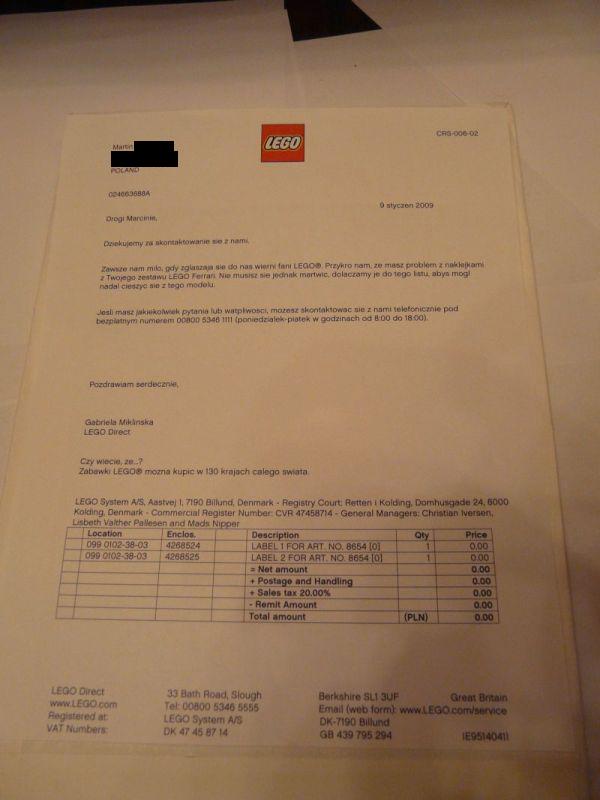 LEGO
CRS-006-02
Martin
POLAND
024663688A
9 styczen 2009
Drogi Marcinie,
Dziekujemy za skontaktowanie sie z nami.
Zawsze nam milo, gdy zglaszaja sie do nas wierni fani LEGO®. Przykro nam, ze masz problem z naklejkami
z Twojego zestawu LEGO Ferrari. Nie musisz sie jednak martwic, dolaczamy je do tego listu, abys mogl
nadal cieszyc sie z tego modelu.
Jesli masz jakiekolwiek pytania lub watpliwosci, mozesz skontaktowac sie z nami telefonicznie pod
bezplatnym numerem 00800 5346 1111 (poniedzialek-piatek w godzinach od 8:00 do 18:00).
Pozdrawiam serdecznie,
Gabriela Miklinska
LEGO Direct
Czy wiecie, ze..?
Zabawki LEGO® mozna kupic w 130 krajach calego swiata.
LEGO System A/S, Aastvej 1, 7190 Billund, Denmark - Registry Court: Retten i Kolding, Domhusgade 24, 6000
Kolding, Denmark - Commercial Register Number: CVR 47458714 - General Managers: Christian Iversen,
Lisbeth Valther Pallesen and Mads Nipper
Location Enclos. Description Qty Price
099 0102-38-03 4268524 LABEL 1 FOR ART. NO. 8654 [0] 1 0.00
099 0102-38-03 4268525 LABEL 2 FOR ART. NO. 8654 [0] 1 0.00
= Net amount 0.00
+ Postage and Handling 0.00
+ Sales tax 20.00% 0.00
- Remit Amount 0.00
Total amount (PLN) 0.00
LEGO Direct 33 Bath Road, Slough Berkshire SL1 3UF Great Britain
www.LEGO.com Tel: 00800 5346 5555 Email (web form): www.LEGO.com/service
Registered at: LEGO System A/S DK-7190 Billund
VAT Numbers: DK 47 45 87 14 GB 439 795 294 IE9514041I